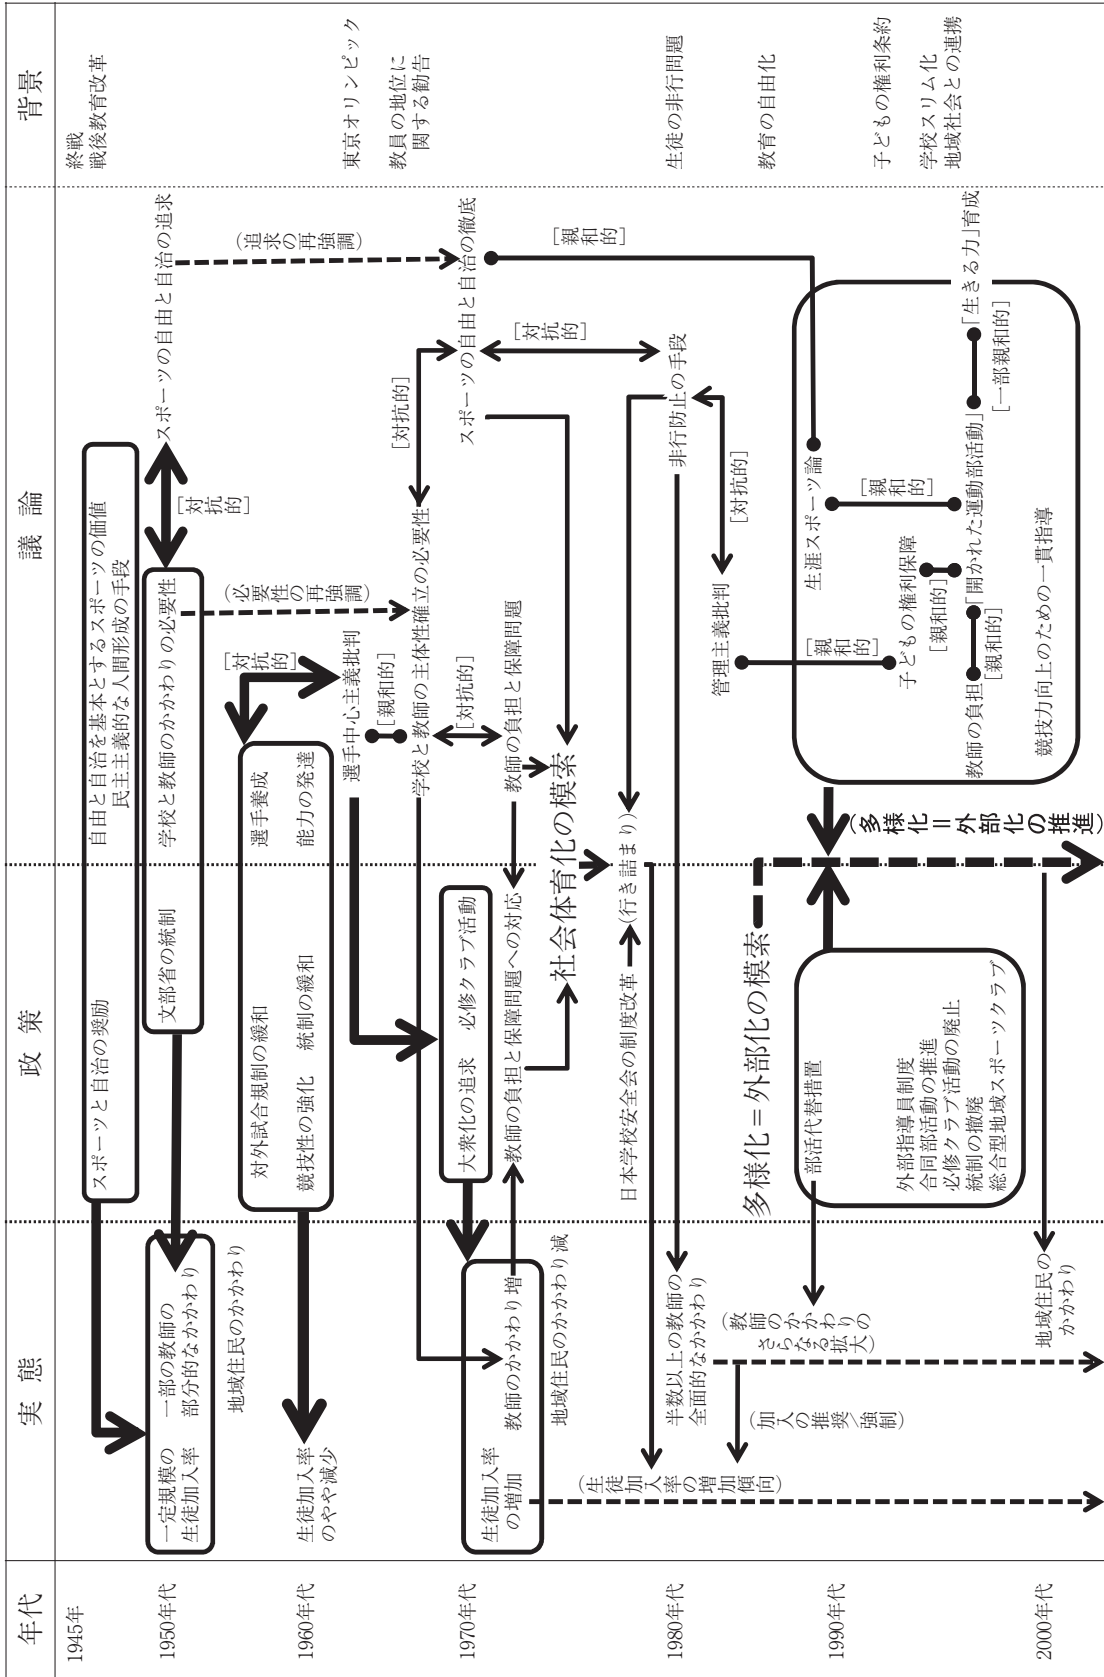 年代
実態
政策
議論
背景
1945年
スポーツと自治の奨励
自由と自治を基本とするスポーツの価値
民主主義的な人間形成の手段
終戦
戦後教育改革
1950年代
一定規模の
生徒加入率
一部の教師の
部分的なかかわり
地域住民のかかわり
文部省の統制
学校と教師のかかわりの必要性
[対抗的]
スポーツの自由と自治の追求
(必要性の再強調)
(追求の再強調)
1960年代
生徒加入率
のやや減少
対外試合規制の緩和
競技性の強化
統制の緩和
選手養成
能力の発達
[対抗的]
選手中心主義批判
[親和的]
東京オリンピック
学校と教師の主体性確立の必要性
[対抗的]
教員の地位に
関する勧告
1970年代
生徒加入率
の増加
教師のかかわり増
地域住民のかかわり減
大衆化の追求
必修クラブ活動
[対抗的]
スポーツの自由と自治の徹底
教師の負担と保障問題への対応
教師の負担と保障問題
[対抗的]
[親和的]
社会体育化の模索
日本学校安全会の制度改革
(行き詰まり)
(生徒加入率の増加傾向)
1980年代
半数以上の教師の
全面的なかかわり
非行防止の手段
生徒の非行問題
(教師のかかわりの
さらなる拡大)
(加入の推奨/強制)
管理主義批判
[対抗的]
多様化=外部化の模索
教育の自由化
1990年代
部活代替措置
生涯スポーツ論
[親和的]
[親和的]
子どもの権利保障
子どもの権利条約
外部指導員制度
合同部活動の推進
必修クラブ活動の廃止
統制の撤廃
総合型地域スポーツクラブ
[親和的]
学校スリム化
地域社会との連携
教師の負担
「開かれた運動部活動」
「生きる力」育成
[親和的]
[一部親和的]
(多様化=外部化の推進)
2000年代
地域住民の
かかわり
競技力向上のための一貫指導